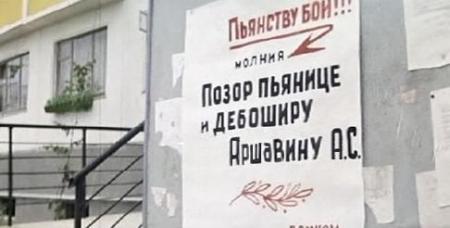 Пьянству бой!!!
молния
Позор пьянице
и дебоширу
Аршавину А.С.